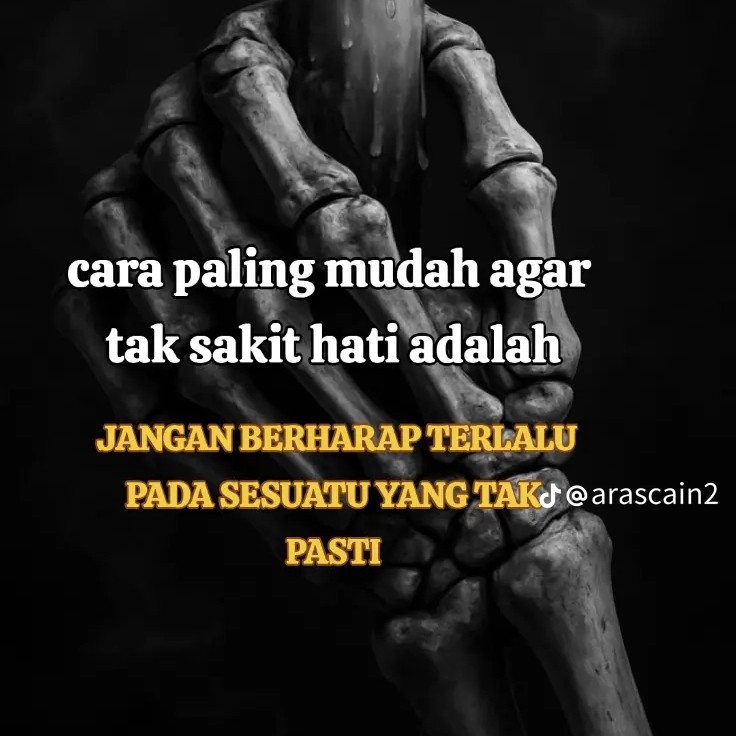 cara paling mudah agar
tak sakit hati adalah
JANGAN BERHARAP TERLALU
PADA SESUATU YANG TAK
@arascain2
PASTI